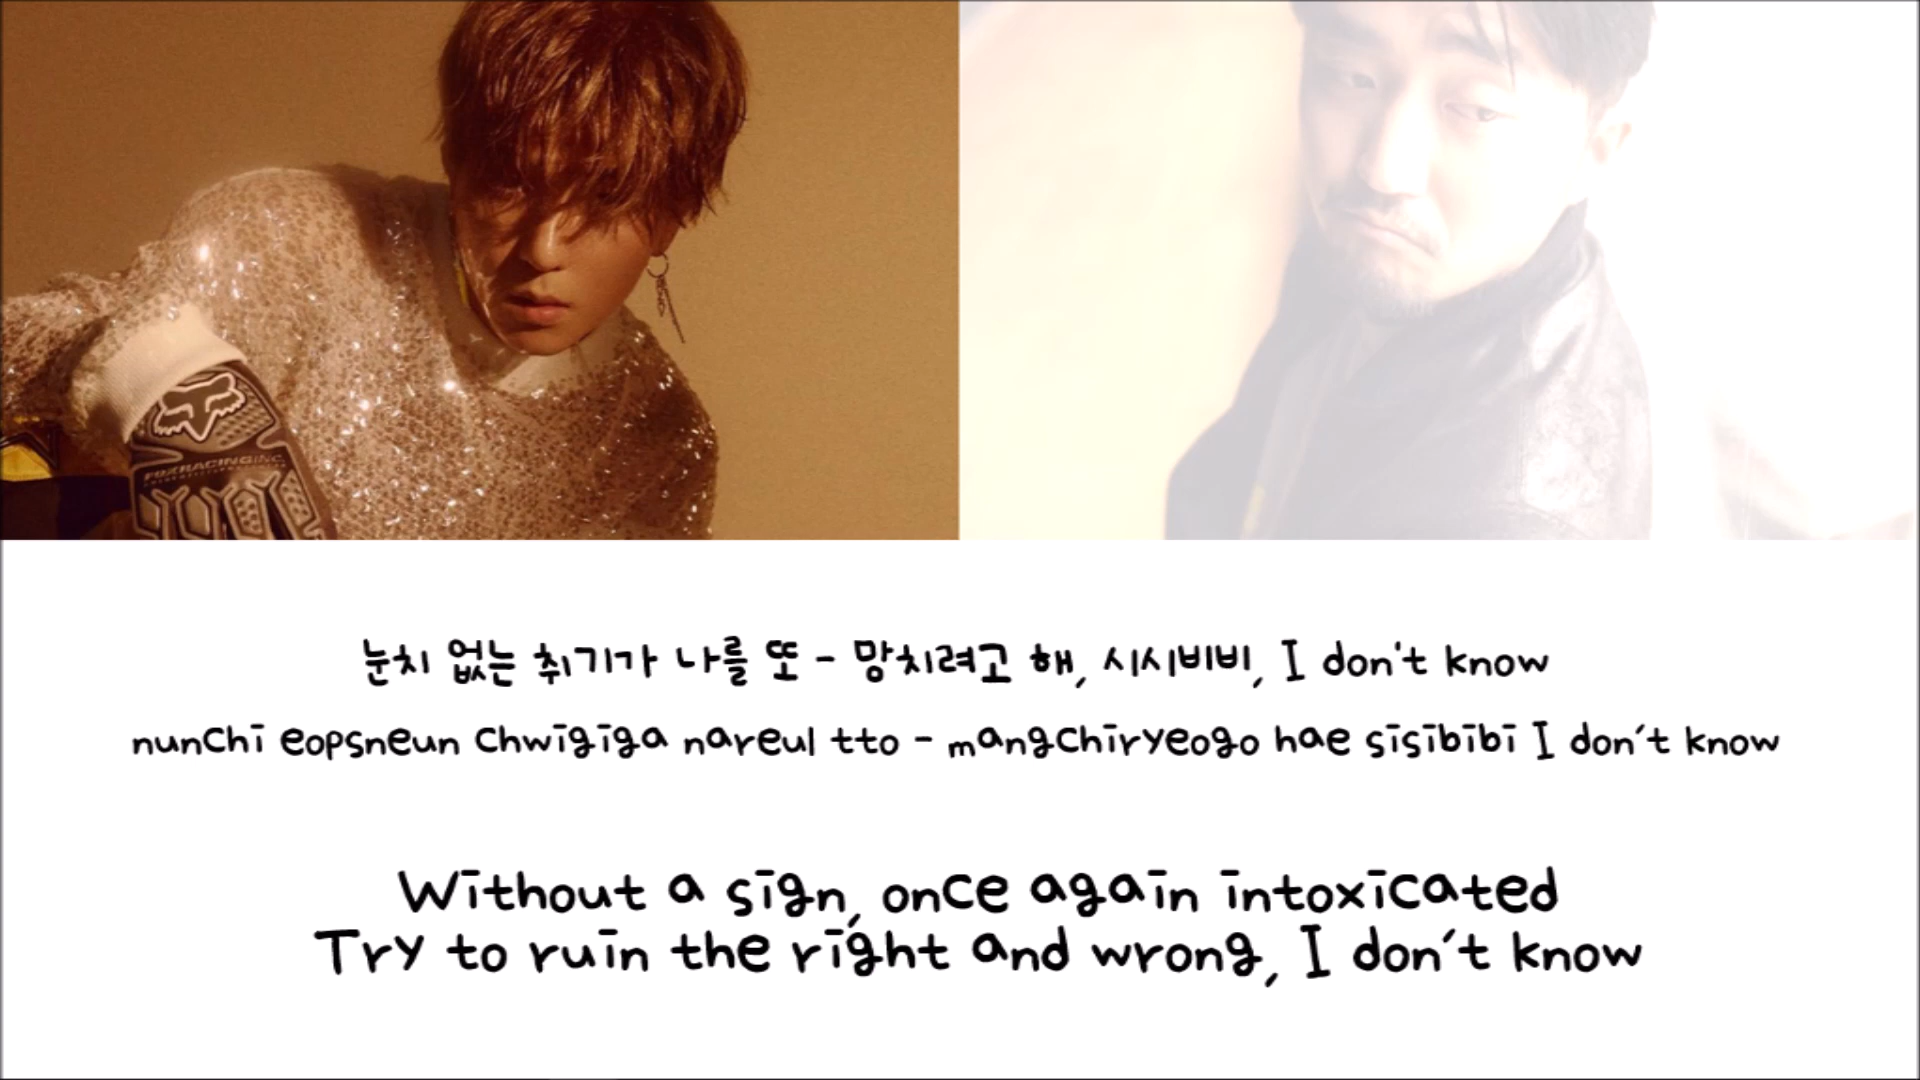 FOXRACINGINC.
눈치 없는 취기가 나를 또 - 망치려고 해, 시시비비, I don't know
nunchi eopsneun chwigiga nareul tto - mangchiryeogo hae sisibibi I don't know
Without a sign, once again intoxicated
Try to ruin the right and wrong, I don't know